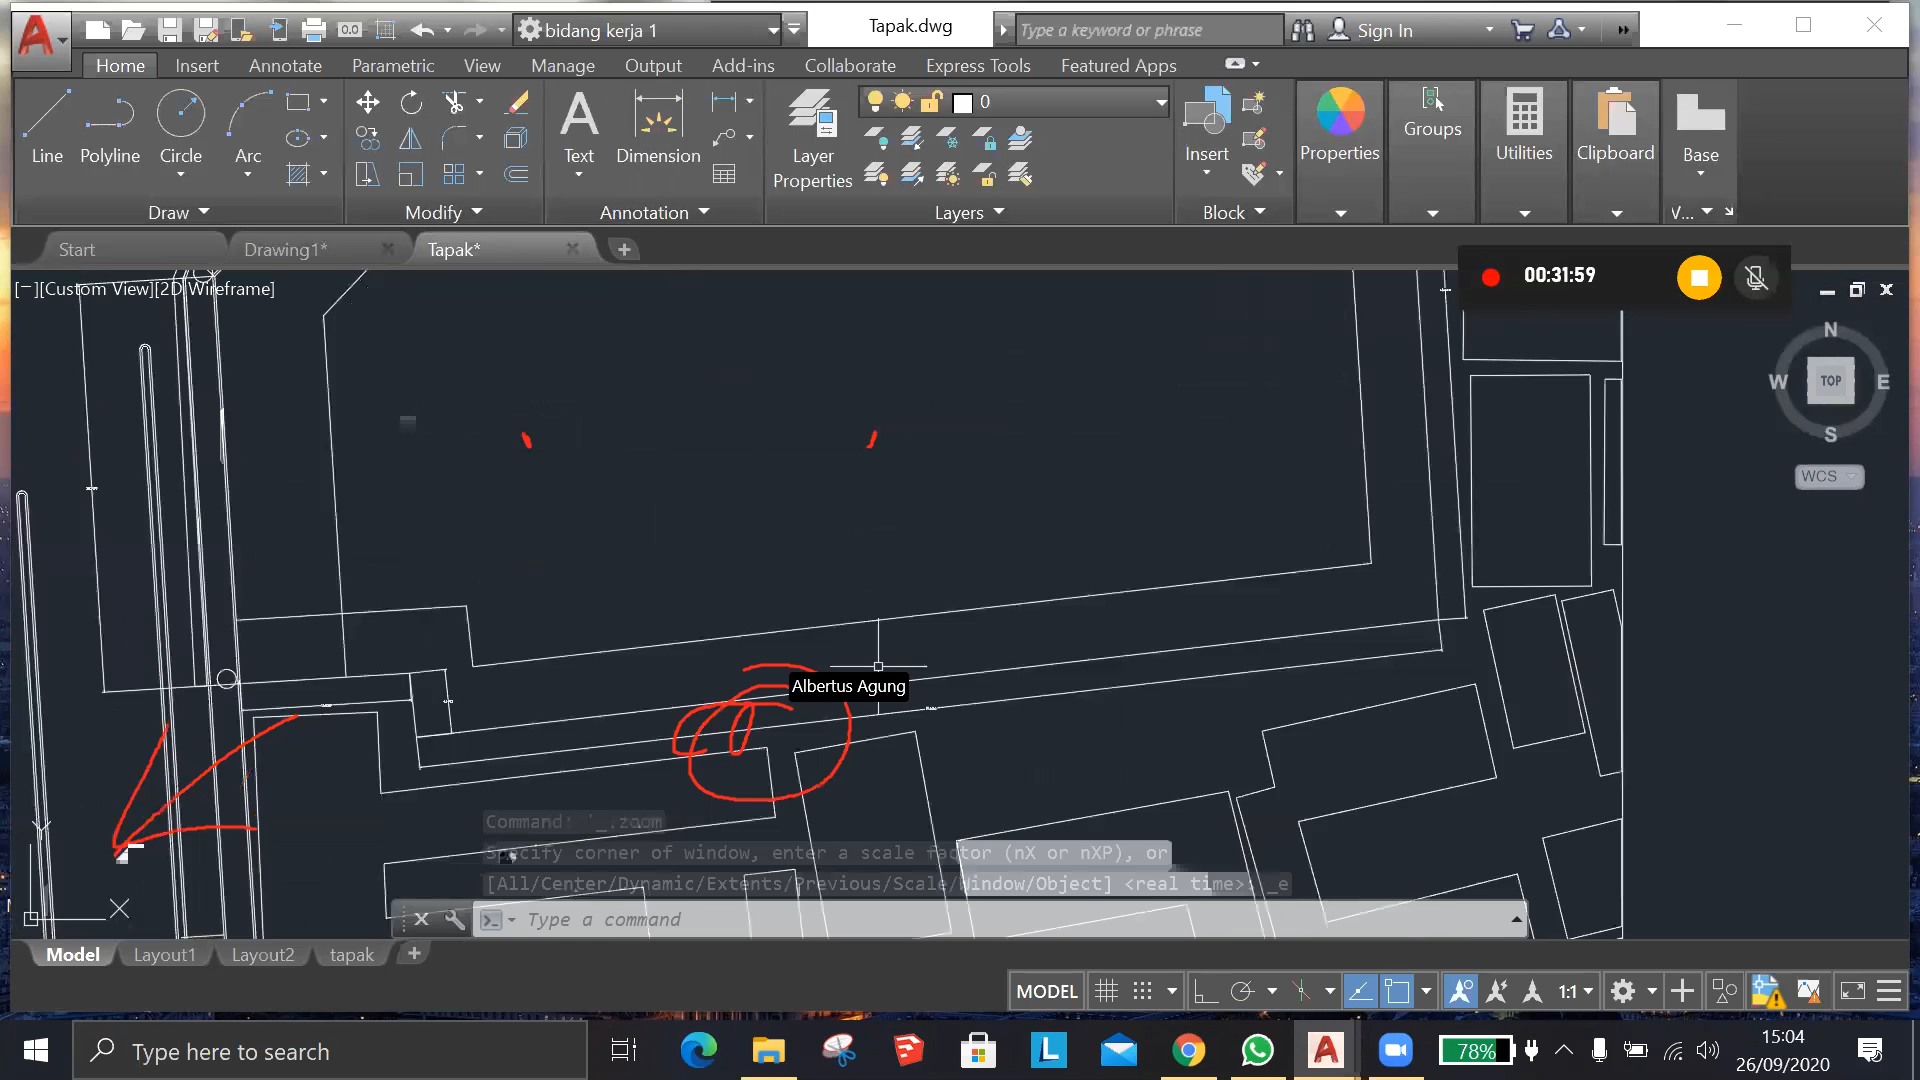 bidang kerja 1
Tapak.dwg
Type a keyword or phrase
Sign In
Home Insert Annotate Parametric View Manage Output Add-ins Collaborate Express Tools Featured Apps
0
Line Polyline Circle Arc
Text Dimension
Layer
Properties
Insert
Properties Groups Utilities Clipboard Base
Draw Modify Annotation Layers Block V...
Start Drawing1* Tapak*
[−][Custom View][2D Wireframe]
00:31:59
N
W TOP E
S
WCS
Albertus Agung
Command: '_.zoom
Specify corner of window, enter a scale factor (nX or nXP), or
[All/Center/Dynamic/Extents/Previous/Scale/Window/Object] <real time>: _e
Type a command
Y
X
Model Layout1 Layout2 tapak
MODEL 1:1
Type here to search
78%
15:04
26/09/2020